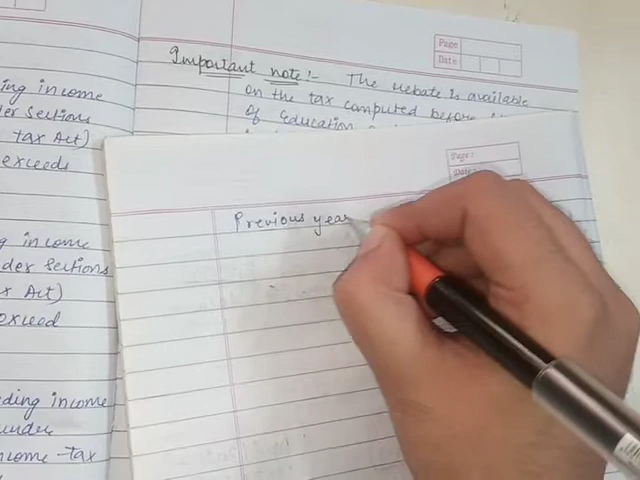 ing income
der Sections
tax Act)
exceeds
g income
der Sections
x Act)
exceed
ding income
under
ncome-tax
Page
Date
Important note:- The rebate is available
on the tax computed before
of Education
Page:
Date:
Previous year